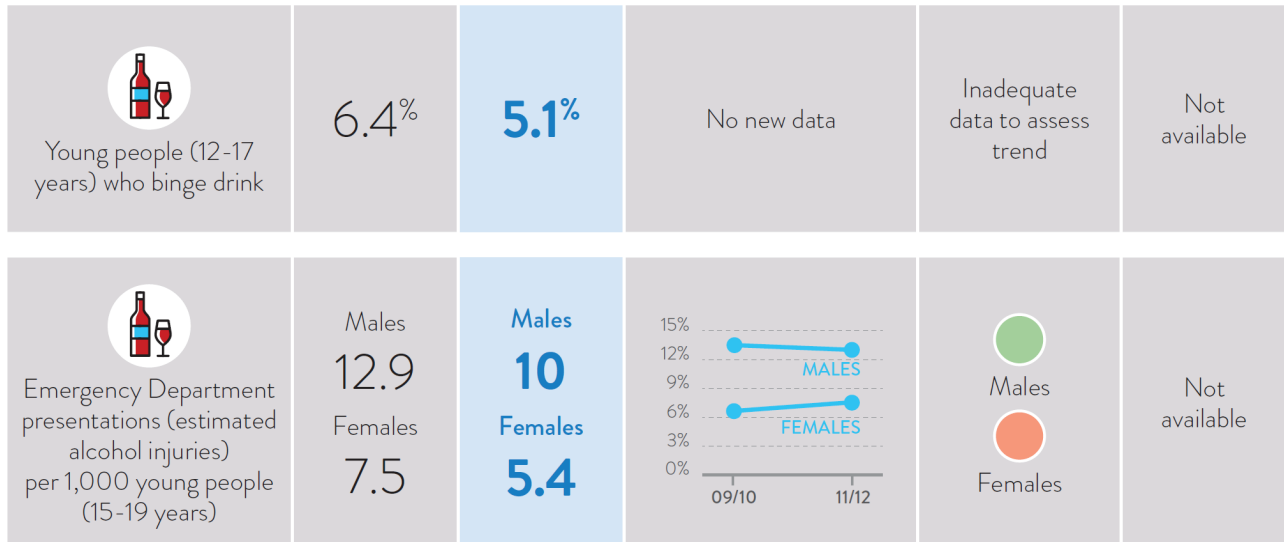 Young people (12-17
years) who binge drink
6.4%
5.1%
No new data
Inadequate
data to assess
trend
Not
available
Emergency Department
presentations (estimated
alcohol injuries)
per 1,000 young people
(15-19 years)
Males
12.9
Females
7.5
Males
10
Females
5.4
15%
12%
9%
6%
3%
0%
MALES
FEMALES
09/10 11/12
Males
Females
Not
available